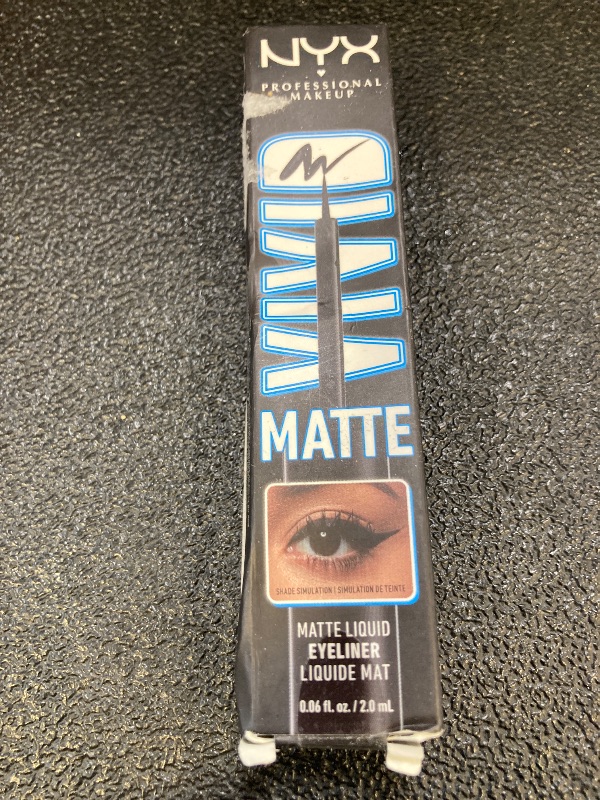 NYX
PROFESSIONAL
MAKEUP
VIVID
MATTE
SHADE SIMULATION | SIMULATION DE TEINTE
MATTE LIQUID
EYELINER
LIQUIDE MAT
0.06 fl. oz. / 2.0 mL